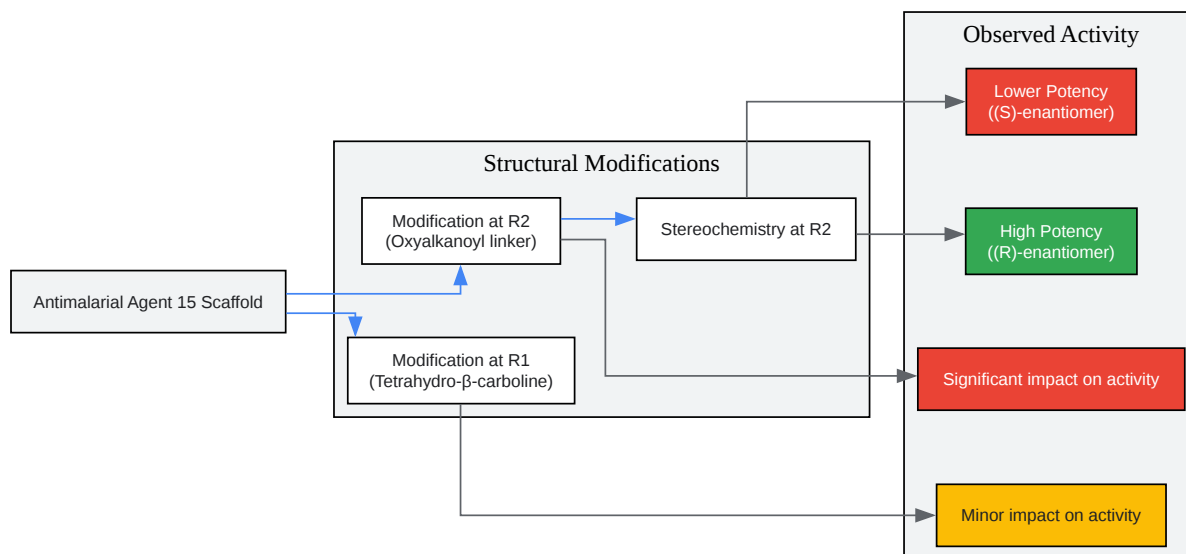 Observed Activity
Lower Potency
((S)-enantiomer)
Structural Modifications
Modification at R2
(Oxyalkanoyl linker)
Stereochemistry at R2
High Potency
((R)-enantiomer)
Antimalarial Agent 15 Scaffold
Modification at R1
(Tetrahydro-β-carboline)
Significant impact on activity
Minor impact on activity